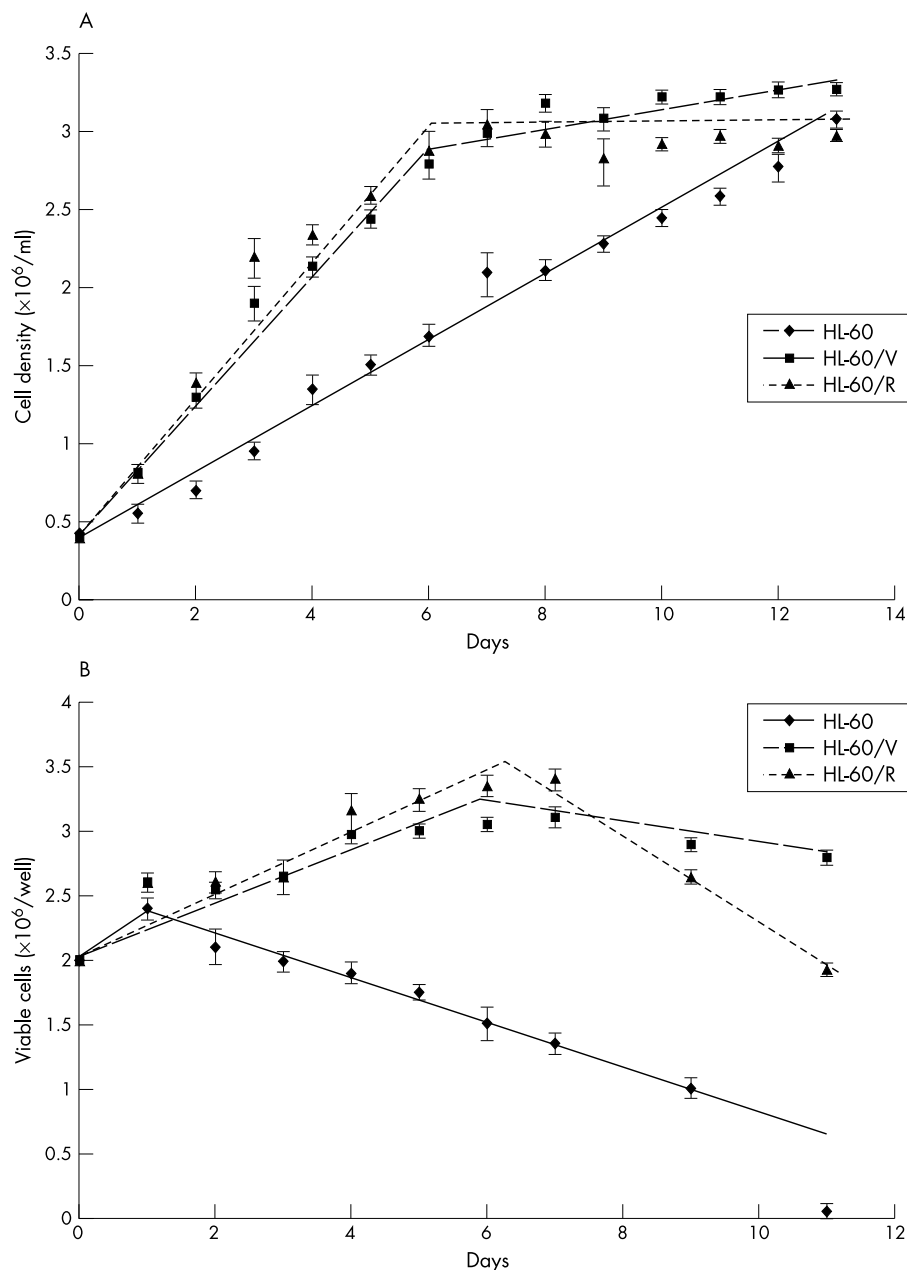 A
3.5
3
2.5
2
1.5
1
0.5
0
Cell density (×10⁶/ml)
HL-60
HL-60/V
HL-60/R
0 2 4 6 8 10 12 14
Days
B
4
3.5
3
2.5
2
1.5
1
0.5
0
Viable cells (×10⁶/well)
HL-60
HL-60/V
HL-60/R
0 2 4 6 8 10 12
Days